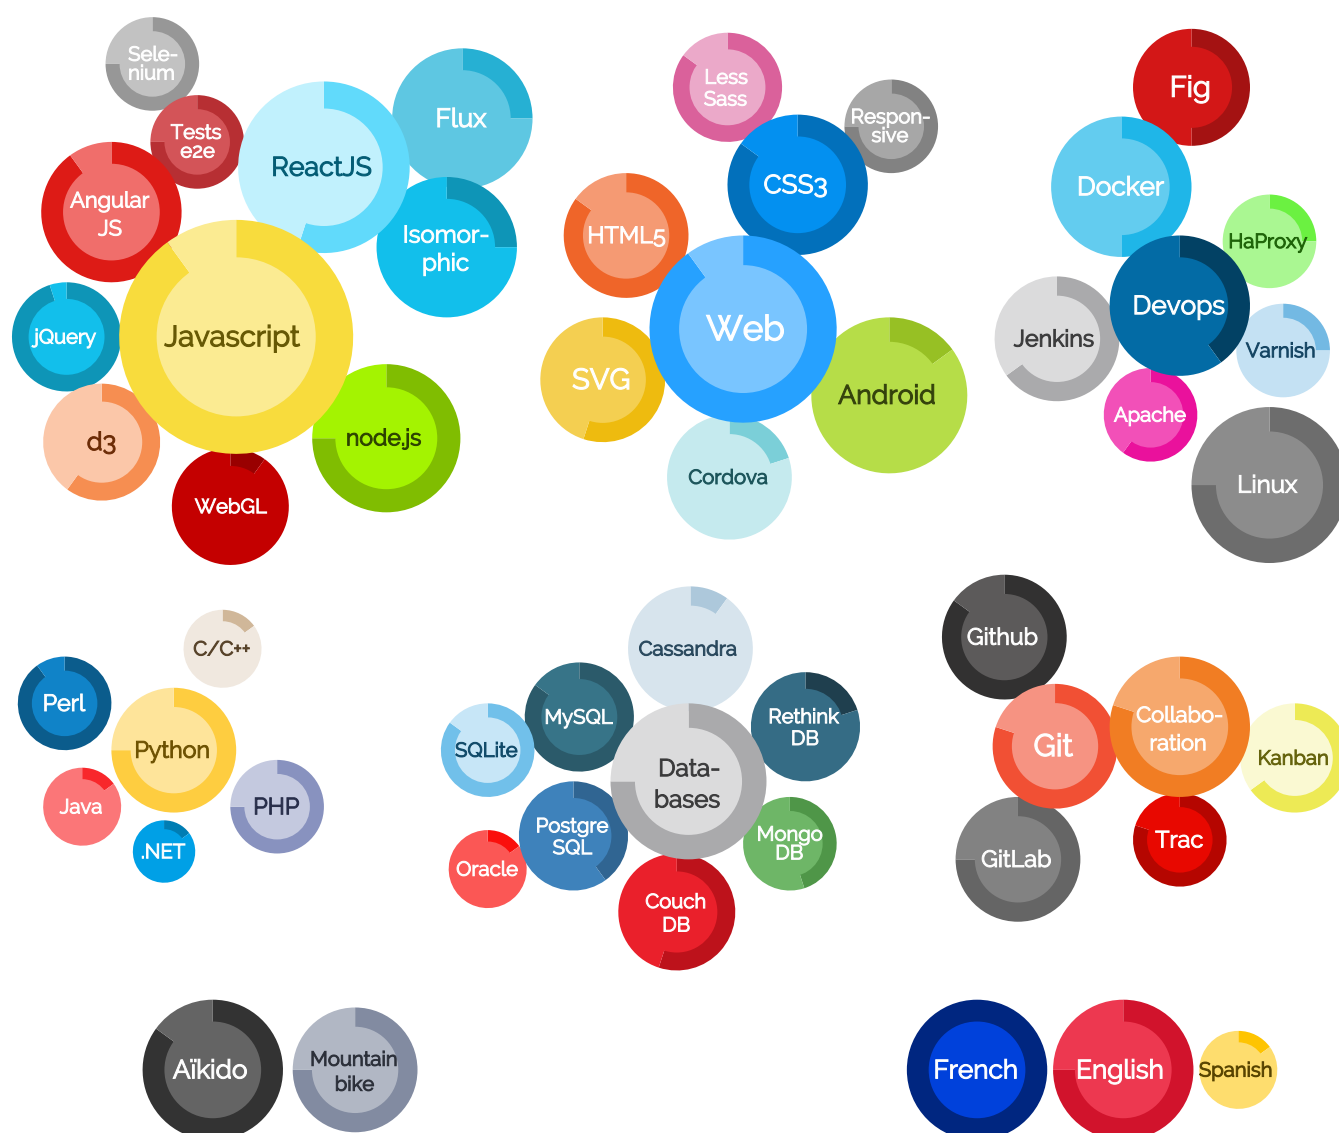 Sele-
nium
Tests
e2e
ReactJS
Flux
Angular
JS
Isomor-
phic
jQuery
Javascript
d3
node.js
WebGL
Less
Sass
Respon-
sive
CSS3
HTML5
Web
SVG
Android
Cordova
Fig
Docker
HaProxy
Devops
Jenkins
Varnish
Apache
Linux
C/C++
Perl
Python
Java
PHP
.NET
Cassandra
MySQL
Rethink
DB
SQLite
Data-
bases
Postgre
SQL
Mongo
DB
Oracle
Couch
DB
Github
Collabo-
ration
Git
Kanban
Trac
GitLab
Aïkido
Mountain
bike
French
English
Spanish